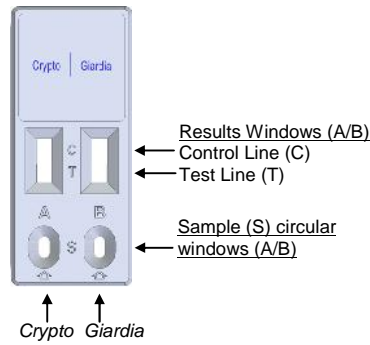 Crypto Giardia
Results Windows (A/B)
C Control Line (C)
T Test Line (T)
A B
S Sample (S) circular
windows (A/B)
Crypto Giardia